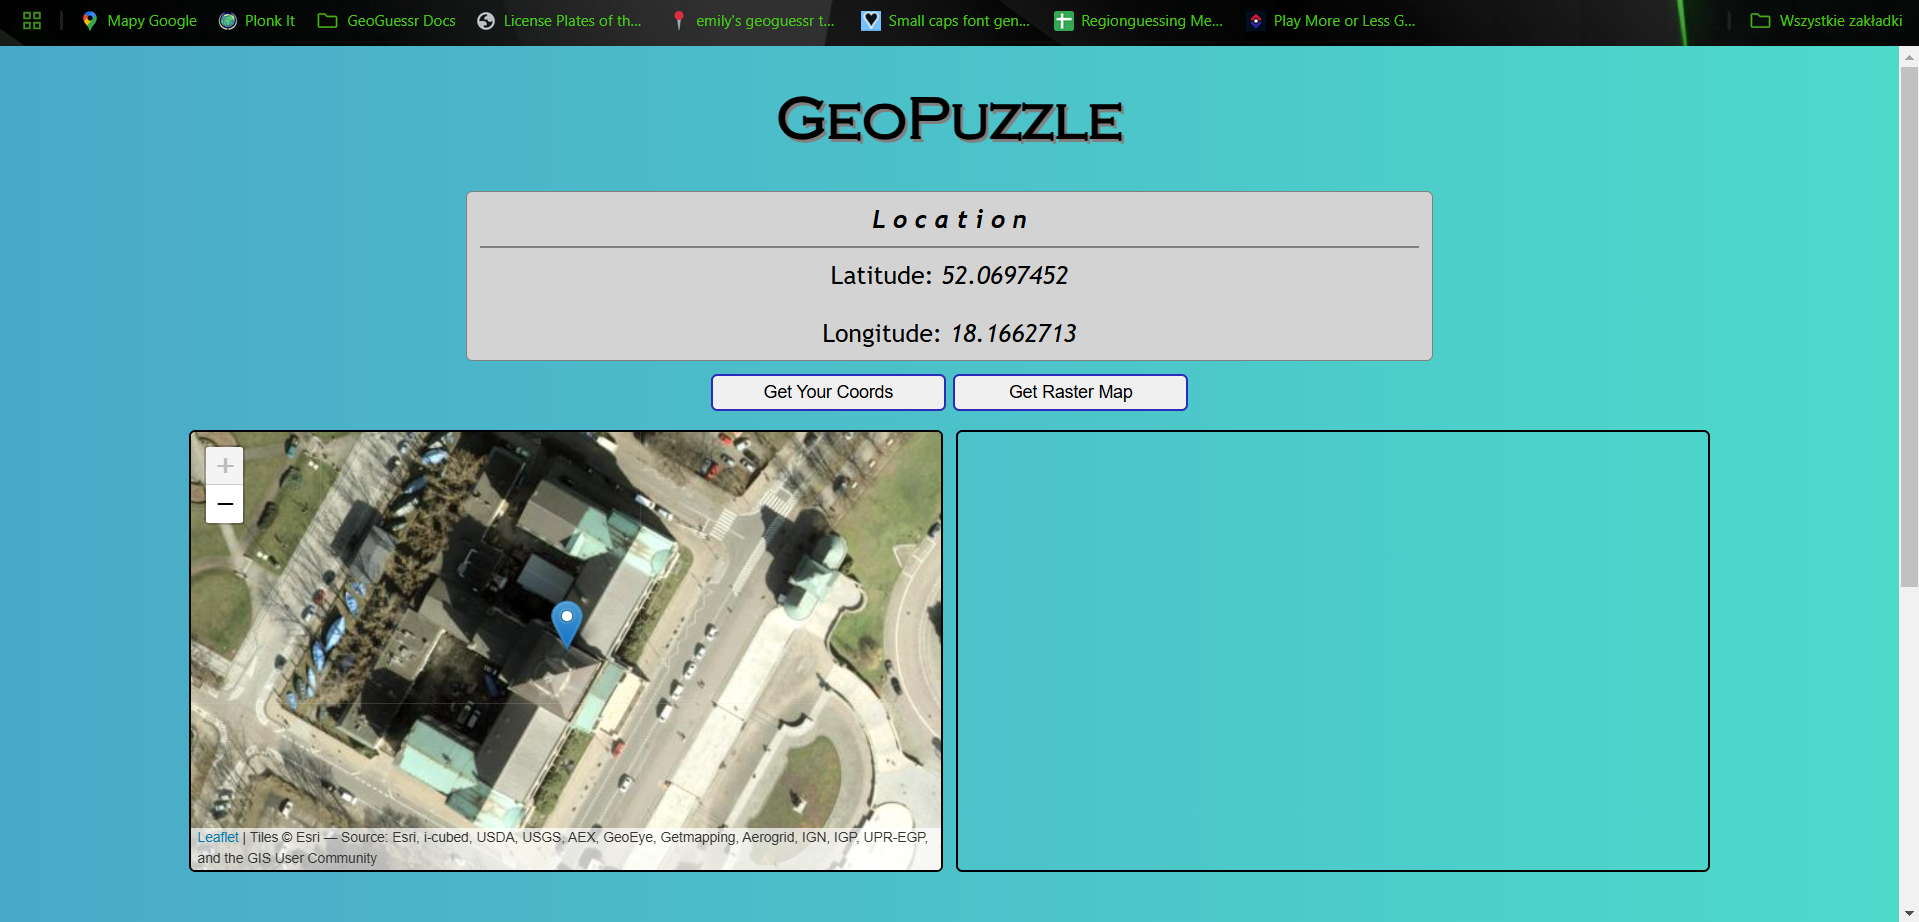 Mapy Google
Plonk It
GeoGuessr Docs
License Plates of th...
emily's geoguessr t...
Small caps font gen...
Regionguessing Me...
Play More or Less G...
Wszystkie zakładki
GeoPuzzle
Location
Latitude: 52.0697452
Longitude: 18.1662713
Get Your Coords
Get Raster Map
+
−
Leaflet | Tiles © Esri — Source: Esri, i-cubed, USDA, USGS, AEX, GeoEye, Getmapping, Aerogrid, IGN, IGP, UPR-EGP,
and the GIS User Community